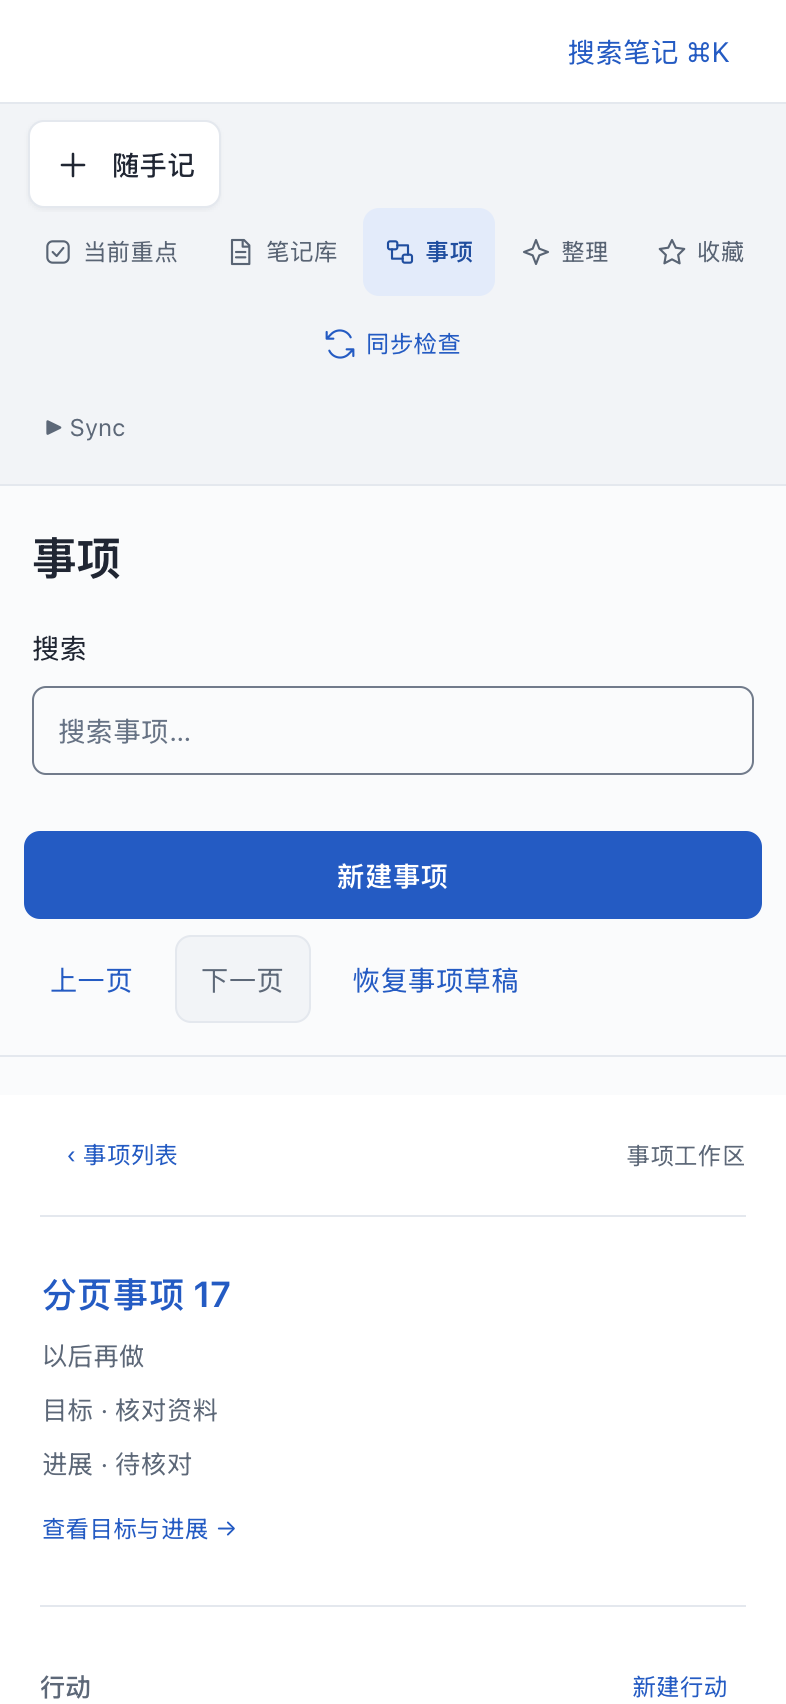 搜索笔记 ⌘K
随手记
当前重点 笔记库 事项 整理 收藏
同步检查
▶ Sync
事项
搜索
搜索事项...
新建事项
上一页 下一页 恢复事项草稿
‹ 事项列表 事项工作区
分页事项 17
以后再做
目标 · 核对资料
进展 · 待核对
查看目标与进展 →
行动 新建行动